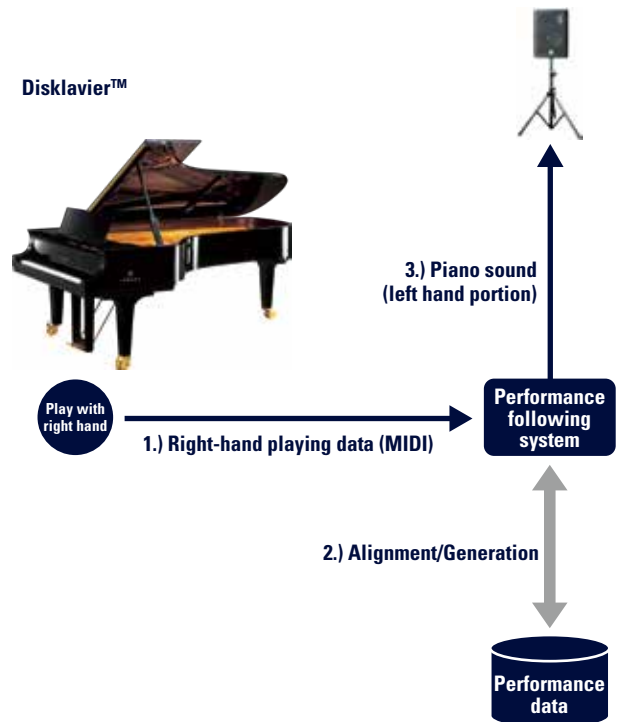 Disklavier™
3.) Piano sound
(left hand portion)
Play with
right hand
1.) Right-hand playing data (MIDI)
Performance
following
system
2.) Alignment/Generation
Performance
data